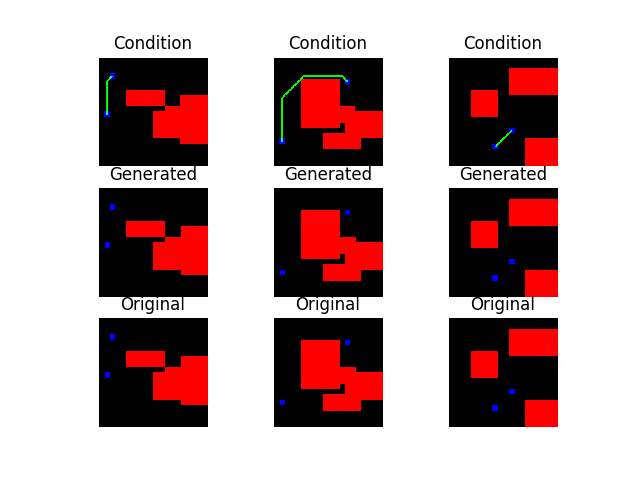 Condition Condition Condition
Generated Generated Generated
Original Original Original